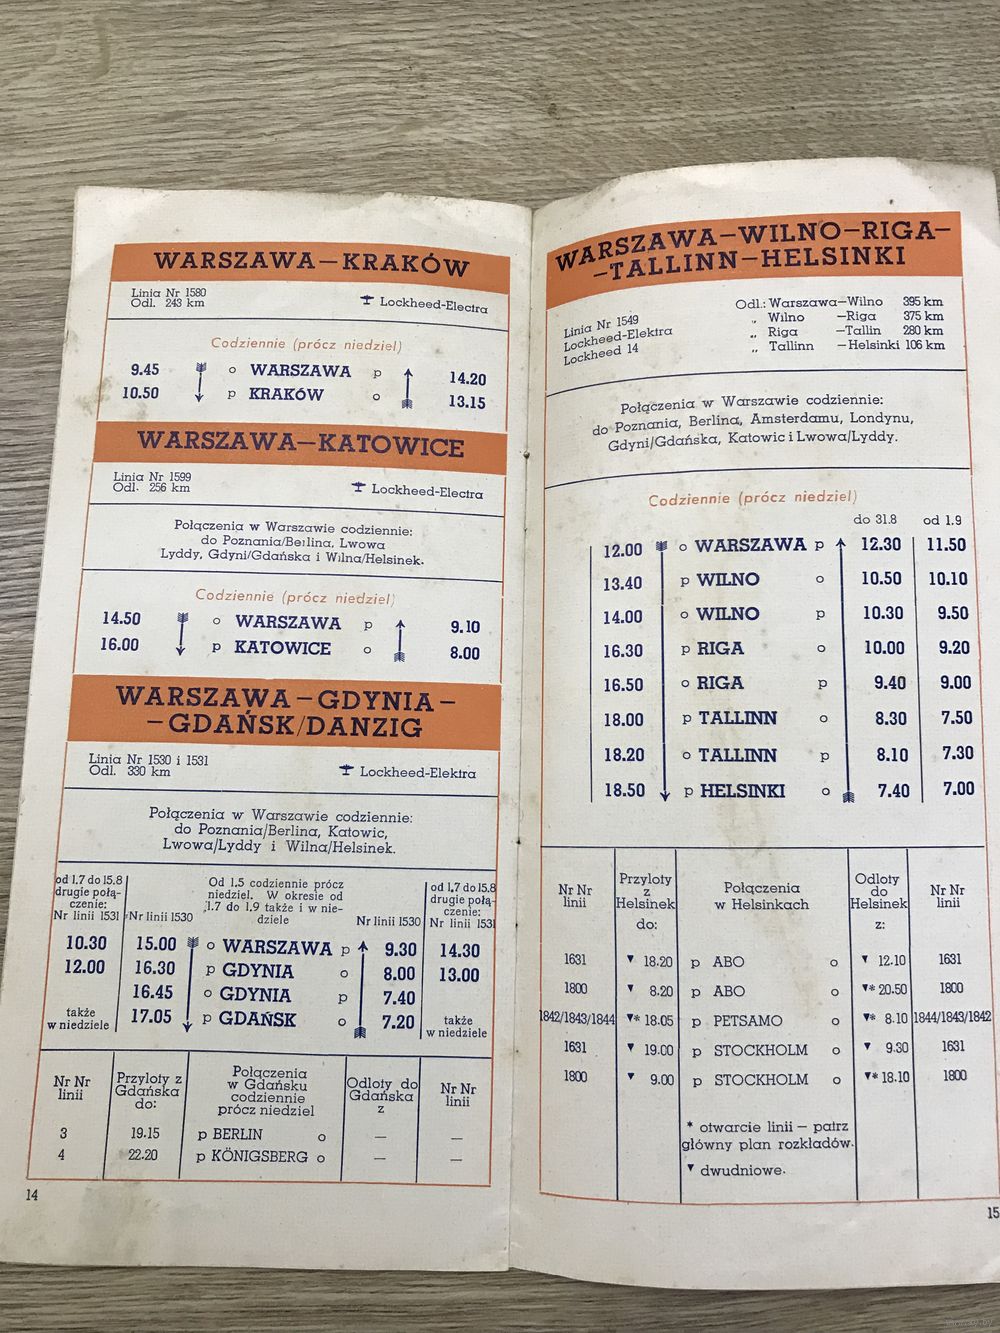 WARSZAWA—KRAKÓW
Linia Nr 1580
Odl. 243 km
Lockheed-Electra
Codziennie (prócz niedziel)
9.45 o WARSZAWA p 14.20
10.50 p KRAKÓW o 13.15
WARSZAWA—KATOWICE
Linia Nr 1599
Odl. 256 km
Lockheed-Electra
Połączenia w Warszawie codziennie:
do Poznania/Berlina, Lwowa
Lyddy, Gdyni/Gdańska i Wilna/Helsinek.
Codziennie (prócz niedziel)
14.50 o WARSZAWA p 9.10
16.00 p KATOWICE o 8.00
WARSZAWA—GDYNIA—
—GDAŃSK/DANZIG
Linia Nr 1530 i 1531
Odl. 330 km
Lockheed-Elektra
Połączenia w Warszawie codziennie:
do Poznania/Berlina, Katowic,
Lwowa/Lyddy i Wilna/Helsinek.
od 1.7 do 15.8
drugie połą-
czenie:
Nr linii 1531
Nr linii 1530
Od 1.5 codziennie prócz
niedziel. W okresie od
1.7 do 1.9 także i w nie-
dziele
Nr linii 1530
od 1.7 do 15.8
drugie połą-
czenie:
Nr linii 1531
10.30 15.00 o WARSZAWA p 9.30 14.30
12.00 16.30 p GDYNIA o 8.00 13.00
16.45 o GDYNIA p 7.40
17.05 p GDAŃSK o 7.20
także
w niedziele
także
w niedziele
Nr Nr
linii
Przyloty z
Gdańska
do:
Połączenia
w Gdańsku
codziennie
prócz niedziel
Odloty do
Gdańska
z
Nr Nr
linii
3 19.15 p BERLIN o — —
4 22.20 p KÖNIGSBERG o — —
14
WARSZAWA—WILNO—RIGA—
—TALLINN—HELSINKI
Linia Nr 1549
Lockheed-Elektra
Lockheed 14
Odl.: Warszawa—Wilno 395 km
„ Wilno —Riga 375 km
„ Riga —Tallin 280 km
„ Tallinn —Helsinki 106 km
Połączenia w Warszawie codziennie:
do Poznania, Berlina, Amsterdamu, Londynu,
Gdyni/Gdańska, Katowic i Lwowa/Lyddy.
Codziennie (prócz niedziel)
do 31.8 od 1.9
12.00 o WARSZAWA p 12.30 11.50
13.40 p WILNO o 10.50 10.10
14.00 o WILNO p 10.30 9.50
16.30 p RIGA o 10.00 9.20
16.50 o RIGA p 9.40 9.00
18.00 p TALLINN o 8.30 7.50
18.20 o TALLINN p 8.10 7.30
18.50 p HELSINKI o 7.40 7.00
Nr Nr
linii
Przyloty
z
Helsinek
do:
Połączenia
w Helsinkach
Odloty
do
Helsinek
z:
Nr Nr
linii
1631 ▼ 18.20 p ABO o ▼ 12.10 1631
1800 ▼ 8.20 p ABO o ▼* 20.50 1800
1842/1843/1844 ▼* 18.05 p PETSAMO o ▼* 8.10 1844/1843/1842
1631 ▼ 19.00 p STOCKHOLM o ▼ 9.30 1631
1800 ▼ 9.00 p STOCKHOLM o ▼* 18.10 1800
* otwarcie linii — patrz
główny plan rozkładów.
▼ dwudniowe.
15